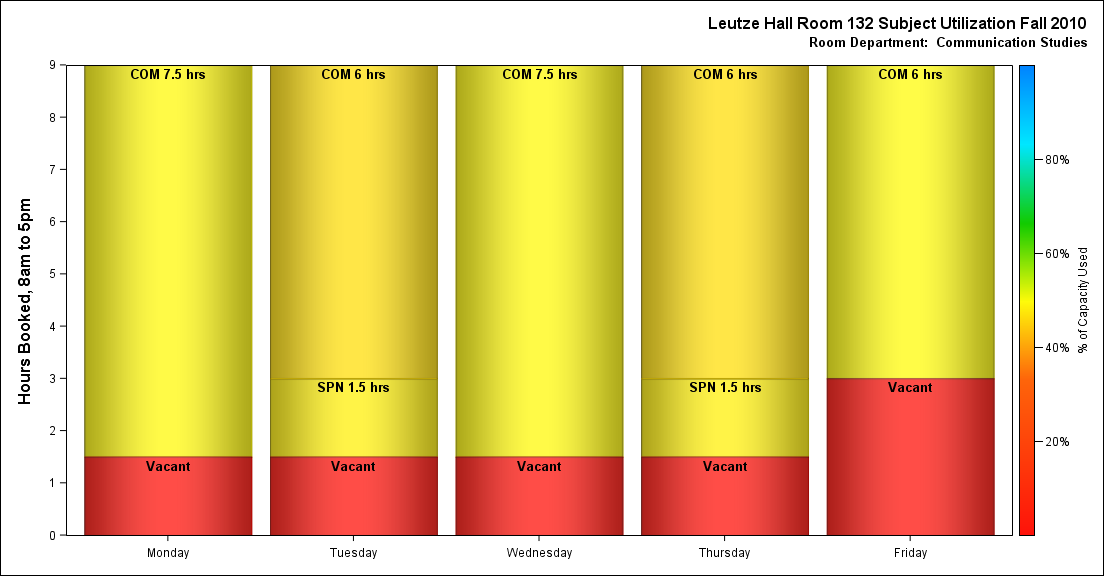 Leutze Hall Room 132 Subject Utilization Fall 2010
Room Department:  Communication Studies
Hours Booked, 8am to 5pm
9
8
7
6
5
4
3
2
1
0
COM 7.5 hrs
Vacant
COM 6 hrs
SPN 1.5 hrs
Vacant
COM 7.5 hrs
Vacant
COM 6 hrs
SPN 1.5 hrs
Vacant
COM 6 hrs
Vacant
Monday
Tuesday
Wednesday
Thursday
Friday
80%
60%
40%
20%
% of Capacity Used